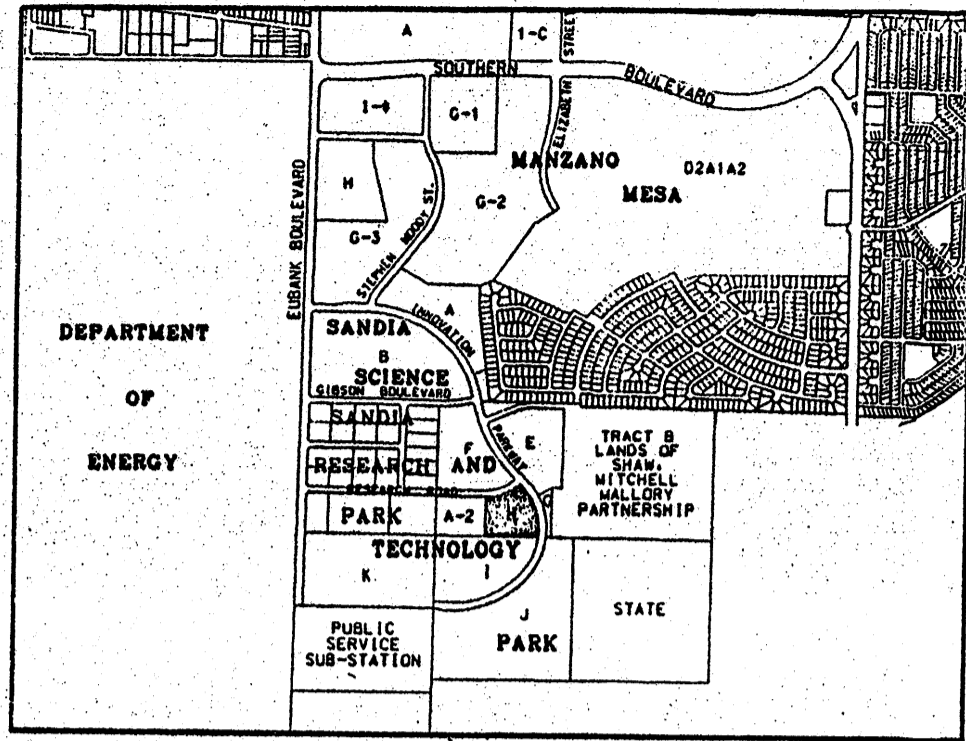 A
1-C
STREET
SOUTHERN
BOULEVARD
G-1
ELIZABETH
MANZANO
MESA
D2A1A2
H
G-2
G-3
STEPHEN MOODY ST.
EUBANK BOULEVARD
A
INNOVATION
DEPARTMENT
OF
ENERGY
SANDIA
B
SCIENCE
GIBSON BOULEVARD
SANDIA
PARKWAY
E
F
RESEARCH
AND
RESEARCH ROAD
TRACT B
LANDS OF
SHAW,
MITCHELL
MALLORY
PARTNERSHIP
PARK
A-2
TECHNOLOGY
K
I
J
PARK
STATE
PUBLIC
SERVICE
SUB-STATION